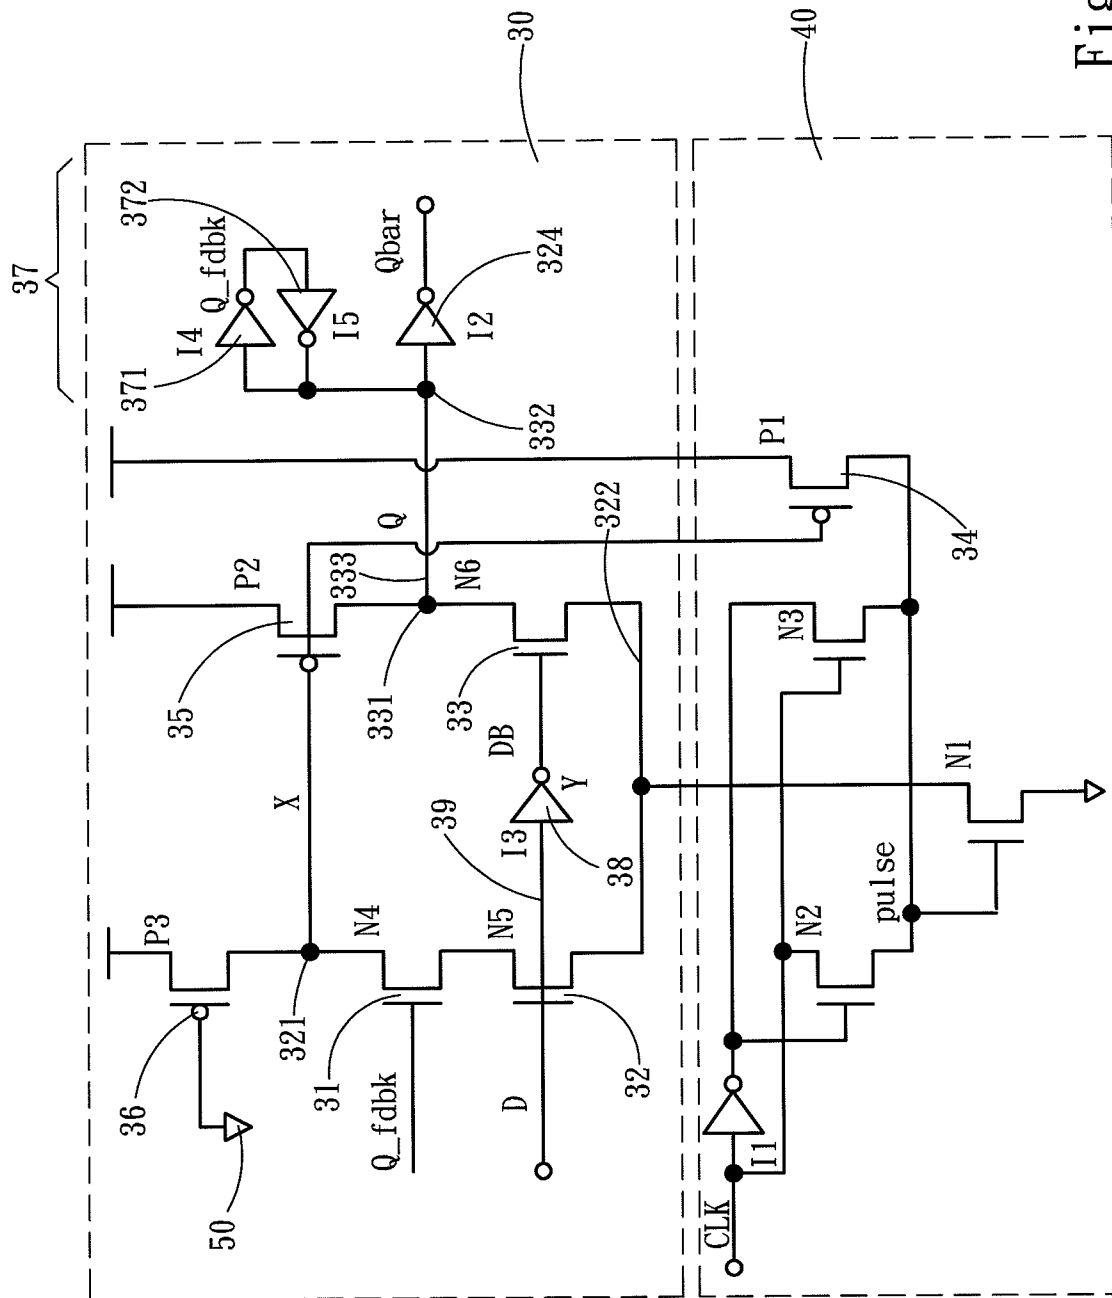 37
30
40
Fig
372
Q_fdbk
I4
I5
371
Qbar
324
I2
332
P1
34
322
Q
333
P2
35
331
N6
33
N3
X
DB
Y
I3
38
39
N1
pulse
P3
36
321
N4
31
N5
32
N2
50
Q_fdbk
D
I1
CLK